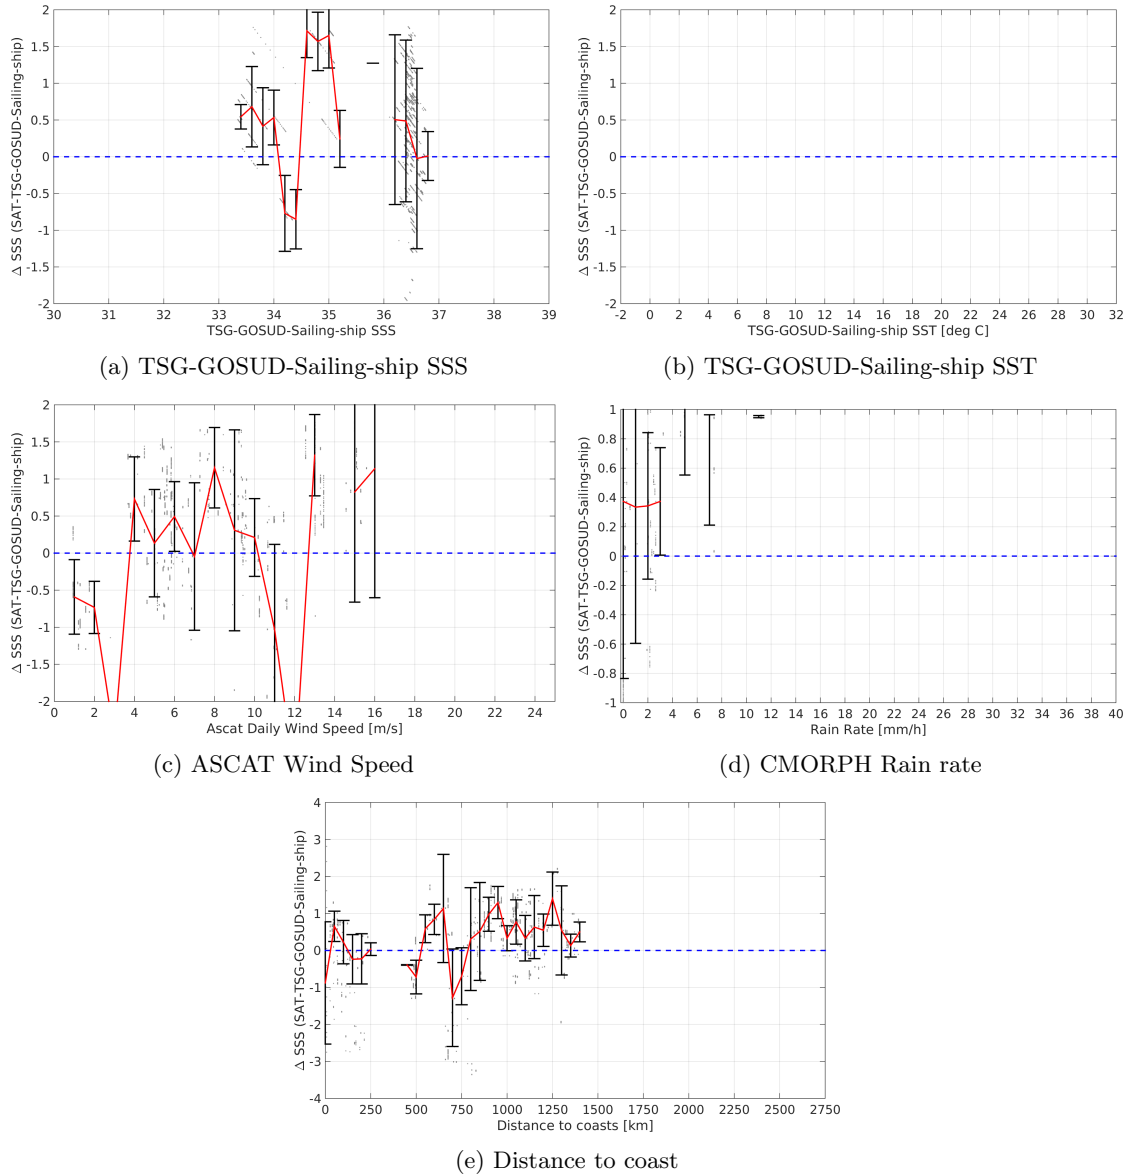 Δ SSS (SAT-TSG-GOSUD-Sailing-ship)
2
1.5
1
0.5
0
-0.5
-1
-1.5
-2
30 31 32 33 34 35 36 37 38 39
TSG-GOSUD-Sailing-ship SSS
(a) TSG-GOSUD-Sailing-ship SSS
Δ SSS (SAT-TSG-GOSUD-Sailing-ship)
2
1.5
1
0.5
0
-0.5
-1
-1.5
-2
-2 0 2 4 6 8 10 12 14 16 18 20 22 24 26 28 30 32
TSG-GOSUD-Sailing-ship SST [deg C]
(b) TSG-GOSUD-Sailing-ship SST
Δ SSS (SAT-TSG-GOSUD-Sailing-ship)
2
1.5
1
0.5
0
-0.5
-1
-1.5
-2
0 2 4 6 8 10 12 14 16 18 20 22 24
Ascat Daily Wind Speed [m/s]
(c) ASCAT Wind Speed
Δ SSS (SAT-TSG-GOSUD-Sailing-ship)
1
0.8
0.6
0.4
0.2
0
-0.2
-0.4
-0.6
-0.8
-1
0 2 4 6 8 10 12 14 16 18 20 22 24 26 28 30 32 34 36 38 40
Rain Rate [mm/h]
(d) CMORPH Rain rate
Δ SSS (SAT-TSG-GOSUD-Sailing-ship)
4
3
2
1
0
-1
-2
-3
-4
0 250 500 750 1000 1250 1500 1750 2000 2250 2500 2750
Distance to coasts [km]
(e) Distance to coast